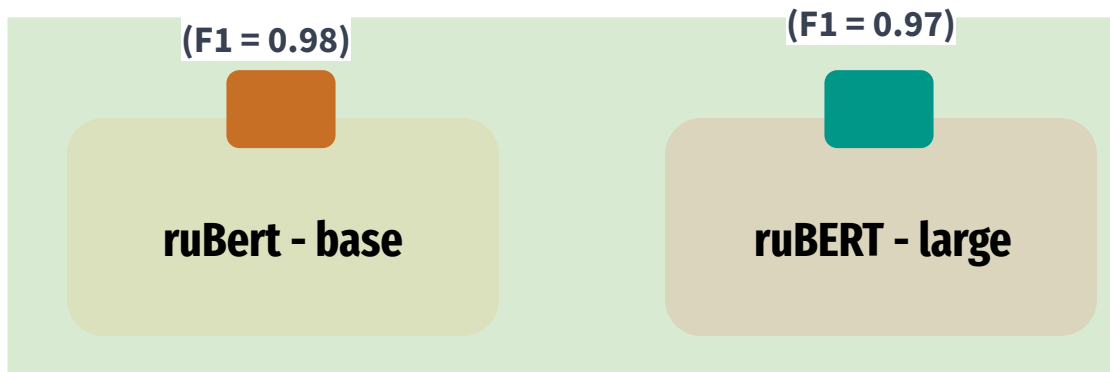 (F1 = 0.98)
(F1 = 0.97)
ruBert - base
ruBERT - large